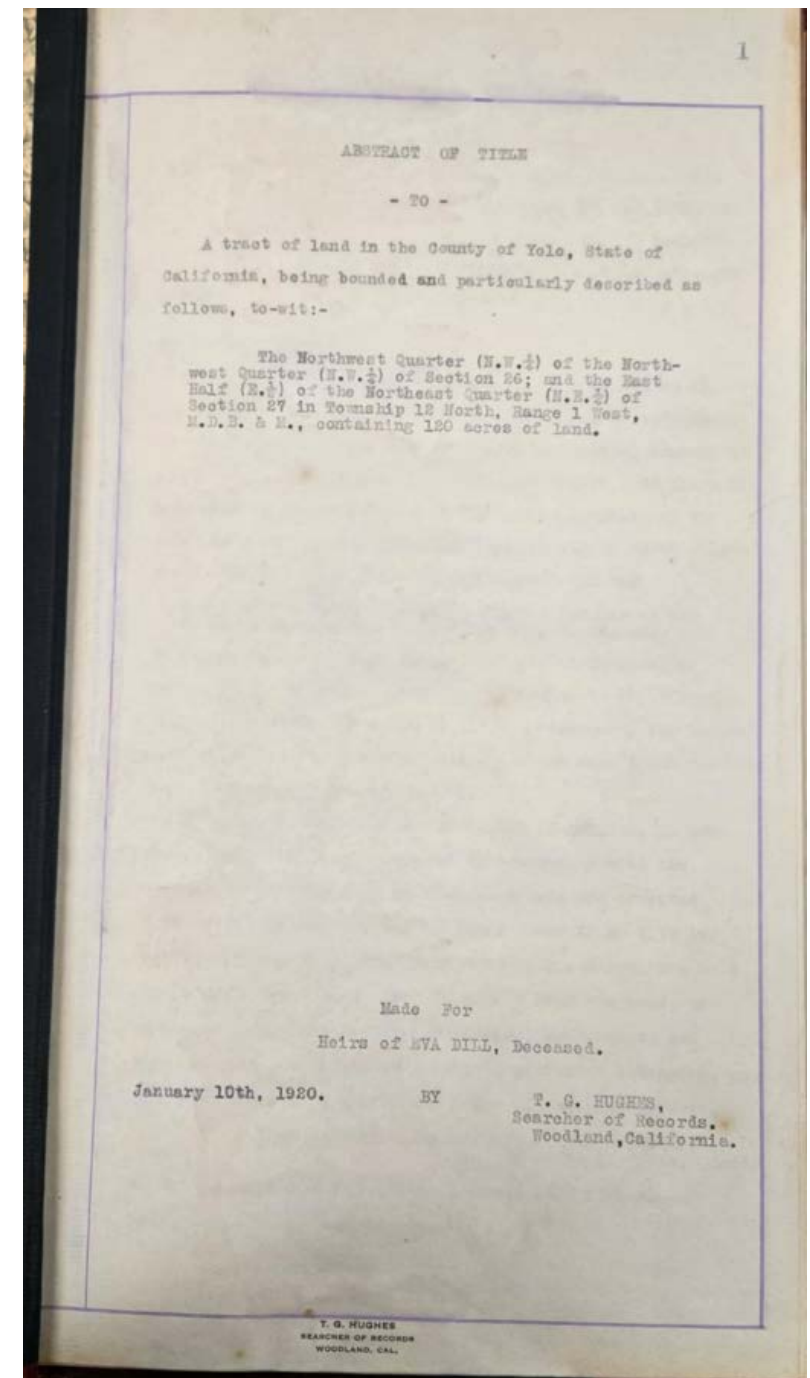 1
ABSTRACT OF TITLE
- TO -
A tract of land in the County of Yolo, State of
California, being bounded and particularly described as
follows, to-wit:-
The Northwest Quarter (N.W.¼) of the North-
west Quarter (N.W.¼) of Section 26; and the East
Half (E.½) of the Northeast Quarter (N.E.¼) of
Section 27 in Township 12 North, Range 1 West,
M.D.B. & M., containing 120 acres of land.
Made For
Heirs of EVA DILL, Deceased.
January 10th, 1920. BY T. G. HUGHES,
Searcher of Records.
Woodland,California.
T. G. HUGHES
SEARCHER OF RECORDS
WOODLAND, CAL.